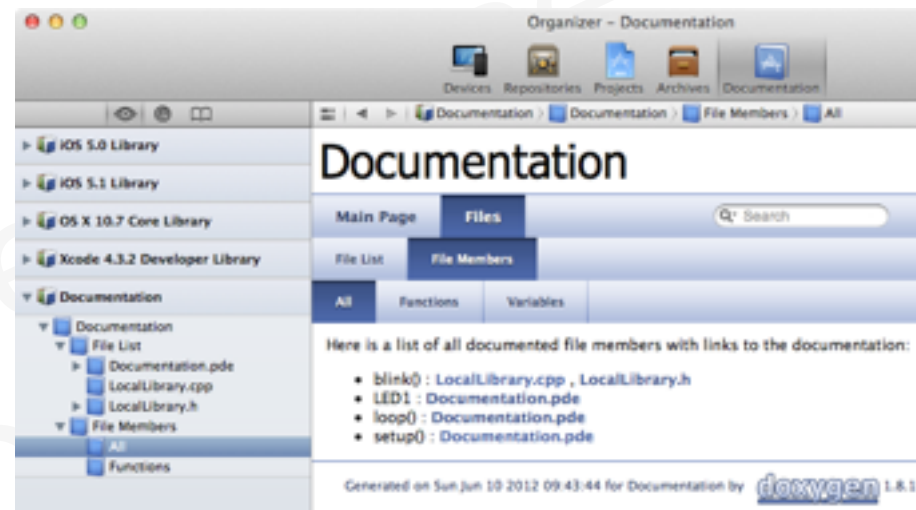 Organizer – Documentation
Devices Repositories Projects Archives Documentation
Documentation Documentation File Members All
iOS 5.0 Library
iOS 5.1 Library
OS X 10.7 Core Library
Xcode 4.3.2 Developer Library
Documentation
Documentation
File List
Documentation.pde
LocalLibrary.cpp
LocalLibrary.h
File Members
All
Functions
Documentation
Main Page Files Search
File List File Members
All Functions Variables
Here is a list of all documented file members with links to the documentation:
• blink() : LocalLibrary.cpp , LocalLibrary.h
• LED1 : Documentation.pde
• loop() : Documentation.pde
• setup() : Documentation.pde
Generated on Sun Jun 10 2012 09:43:44 for Documentation by doxygen 1.8.1